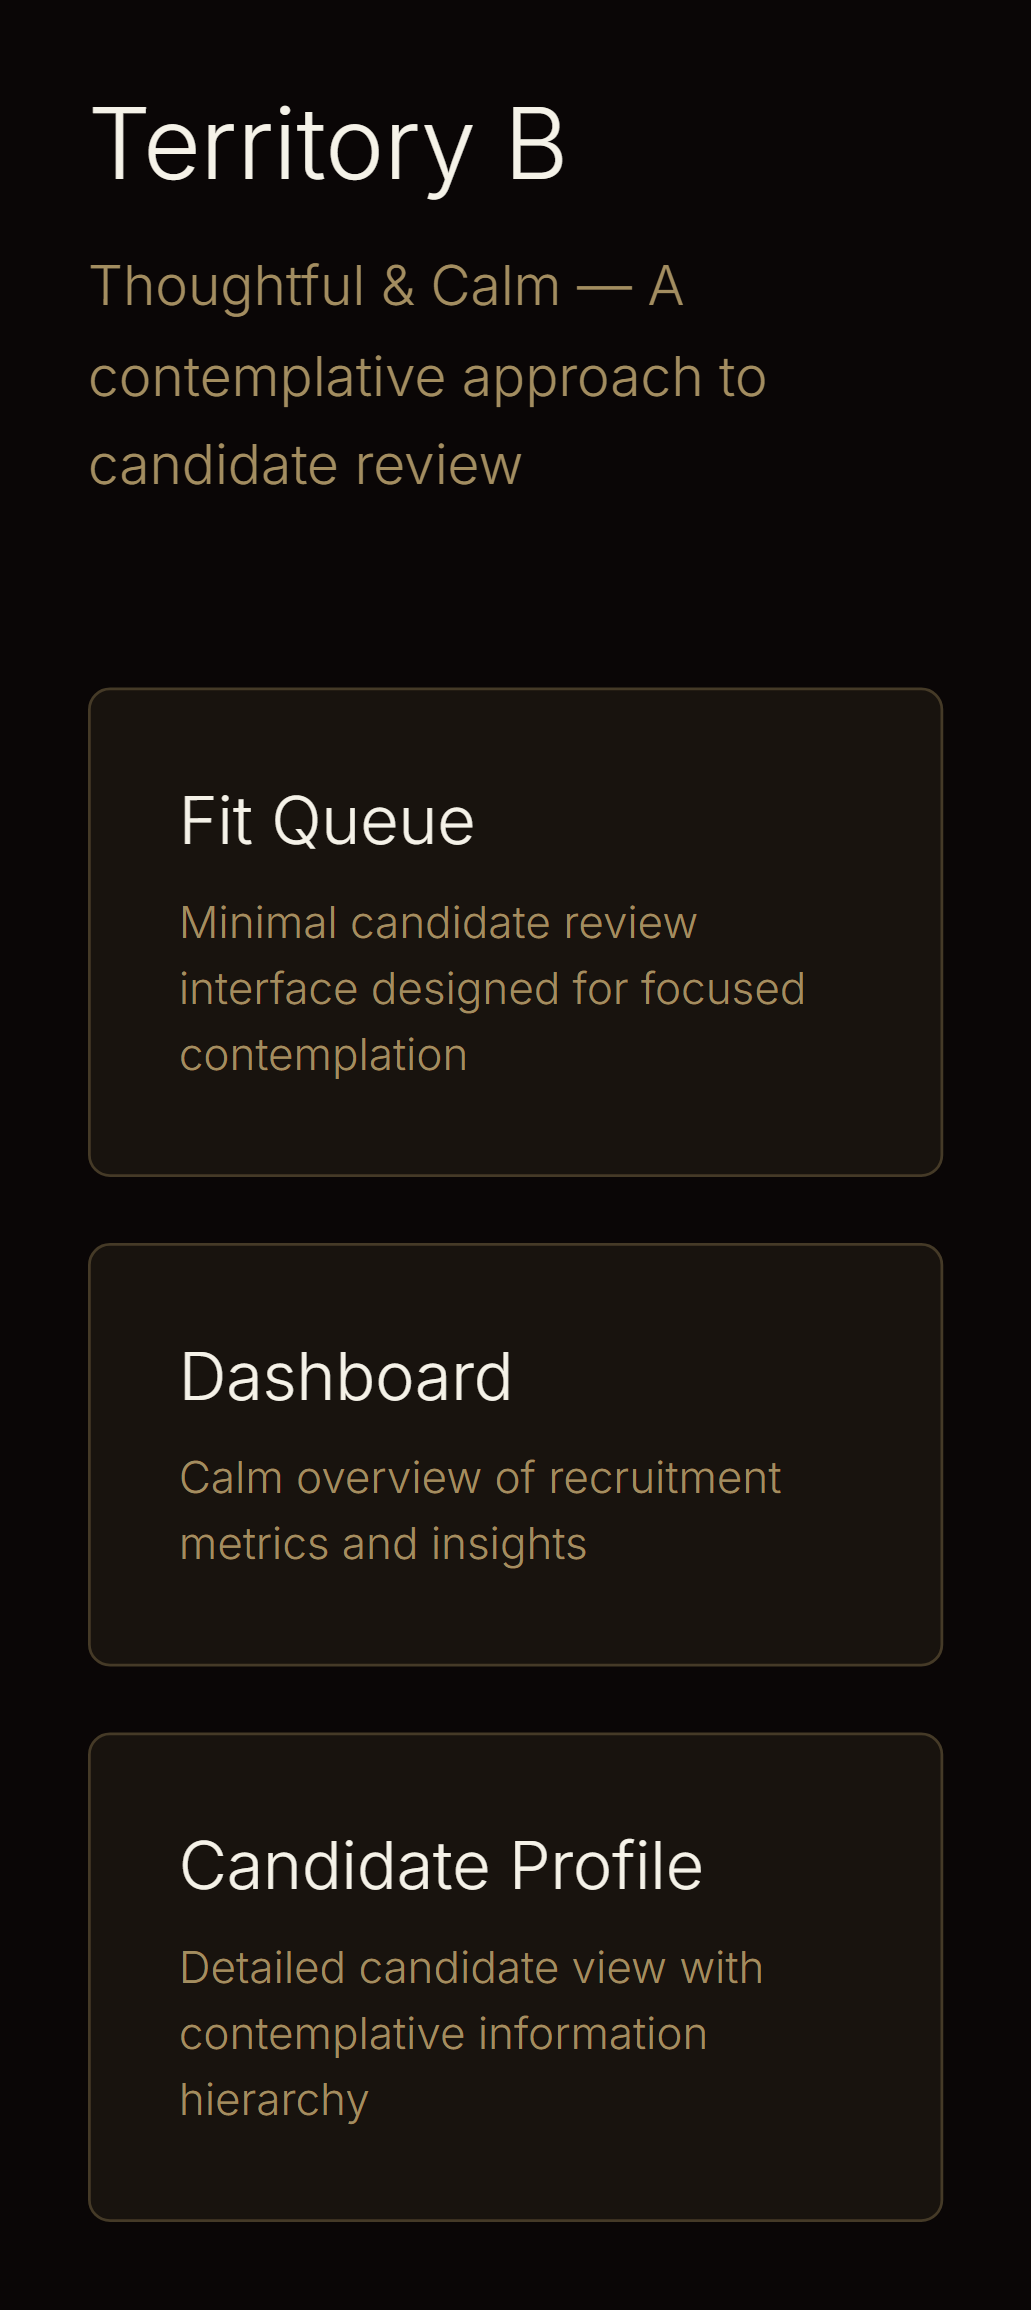 Territory B
Thoughtful & Calm — A
contemplative approach to
candidate review
Fit Queue
Minimal candidate review
interface designed for focused
contemplation
Dashboard
Calm overview of recruitment
metrics and insights
Candidate Profile
Detailed candidate view with
contemplative information
hierarchy